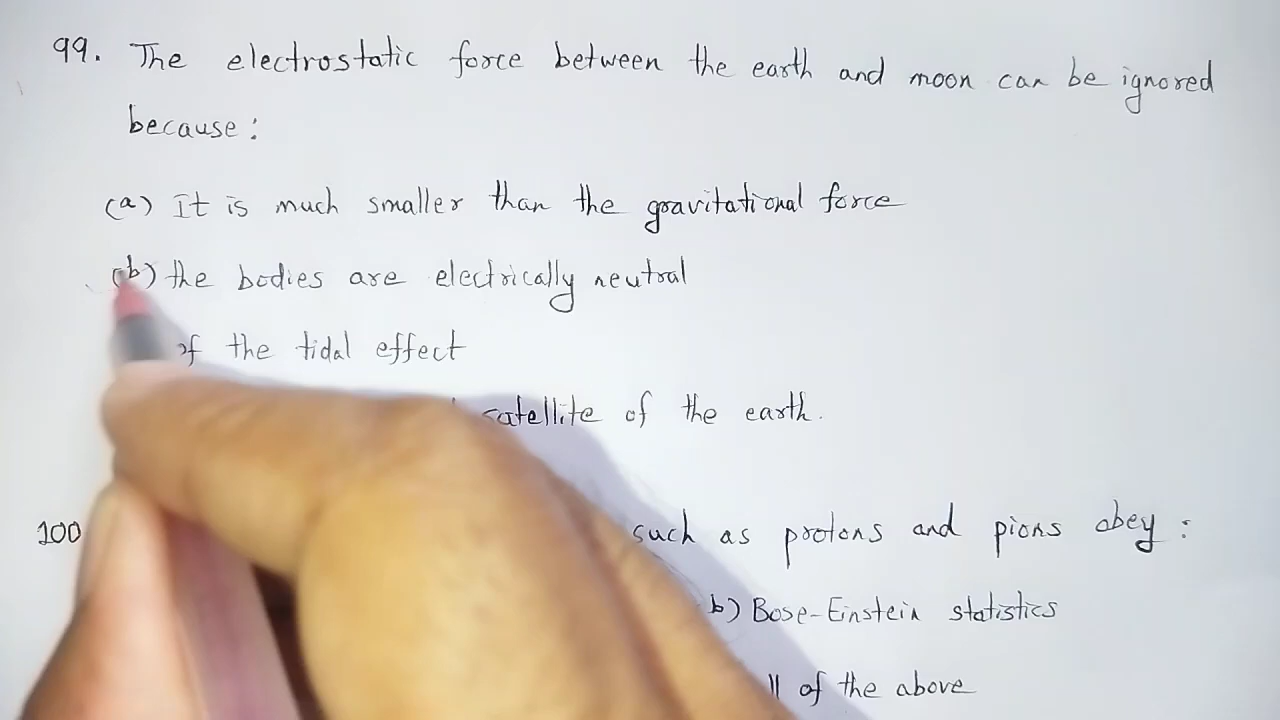 99. The electrostatic force between the earth and moon can be ignored
because:
(a) It is much smaller than the gravitational force
(b) the bodies are electrically neutral
of the tidal effect
satellite of the earth.
100 such as protons and pions obey:
b) Bose-Einstein statistics
of the above